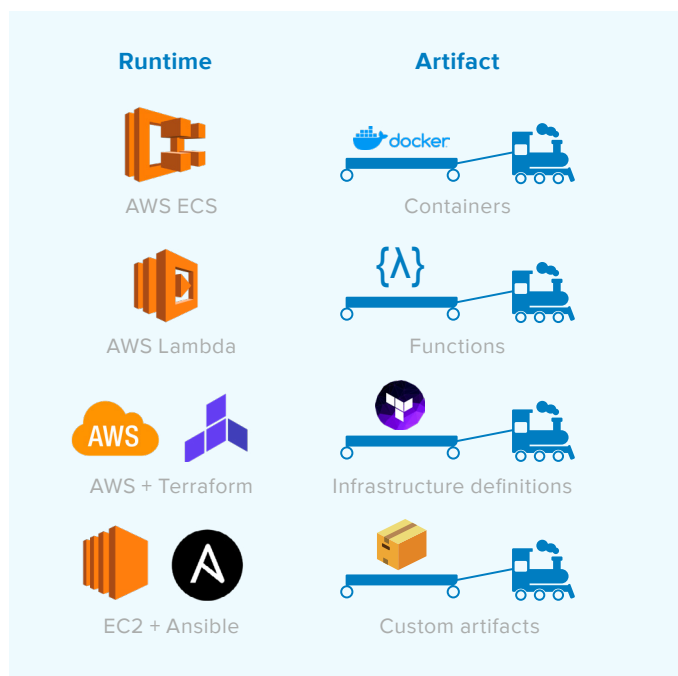 Runtime Artifact
docker
AWS ECS Containers
{λ}
AWS Lambda Functions
AWS
AWS + Terraform Infrastructure definitions
EC2 + Ansible Custom artifacts